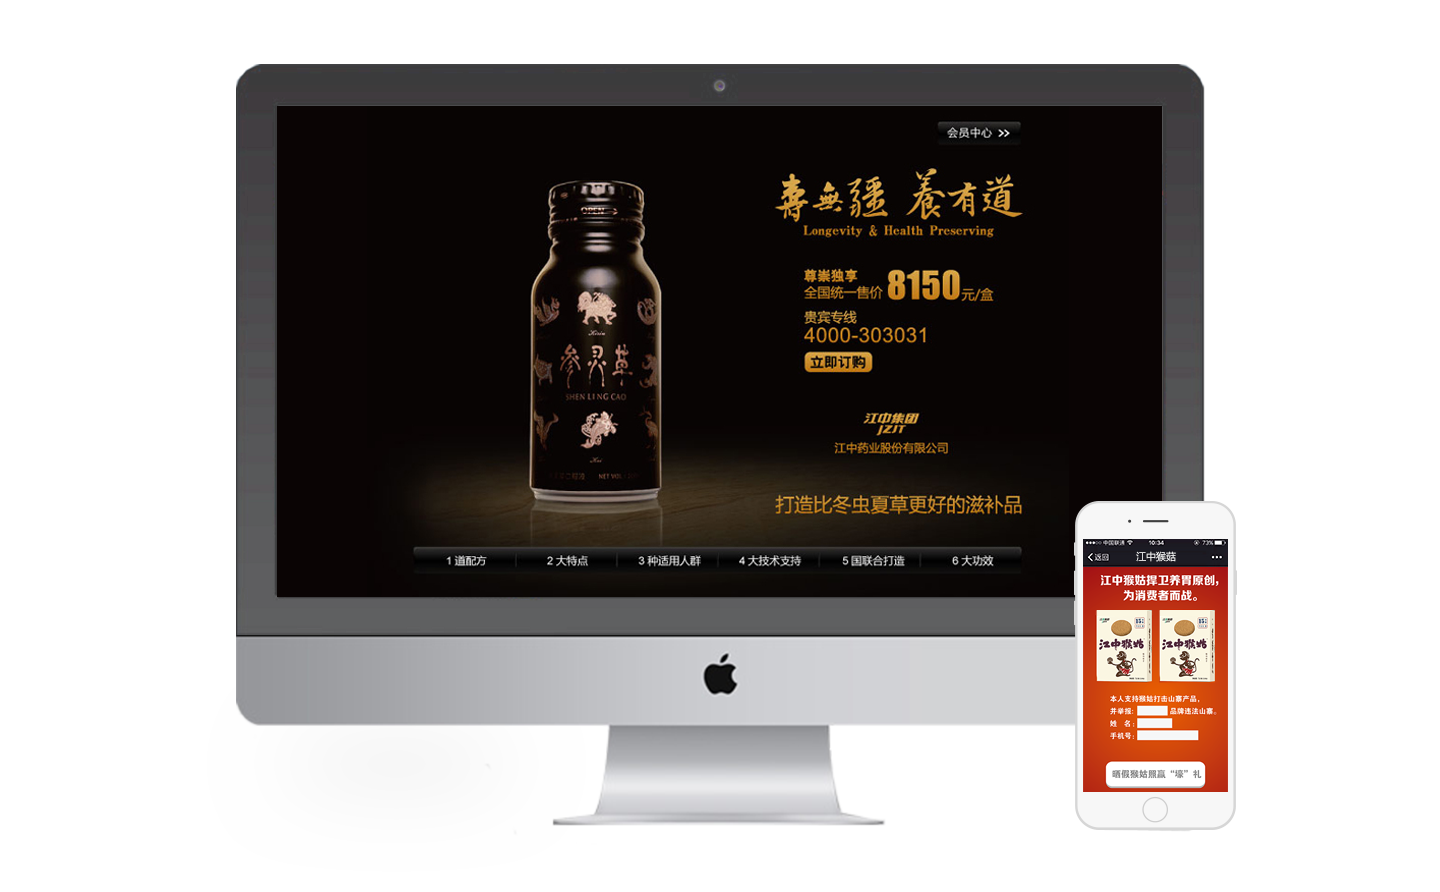 会员中心 >>
壽無疆 養有道
Longevity & Health Preserving
尊崇独享
全国统一售价 8150元/盒
贵宾专线
4000-303031
立即订购
江中集团
JZJT
江中药业股份有限公司
打造比冬虫夏草更好的滋补品
OPEN
Kirin
参灵草
SHEN LING CAO
1 道配方
2 大特点
3 种适用人群
4 大技术支持
5 国联合打造
6 大功效
中国联通
10:34
73%
返回
江中猴菇
江中猴姑捍卫养胃原创，
为消费者而战。
江中猴姑
江中猴姑
本人支持猴姑打击山寨产品，
并举报: 品牌违法山寨。
姓 名:
手机号:
晒假猴姑照赢“壕”礼